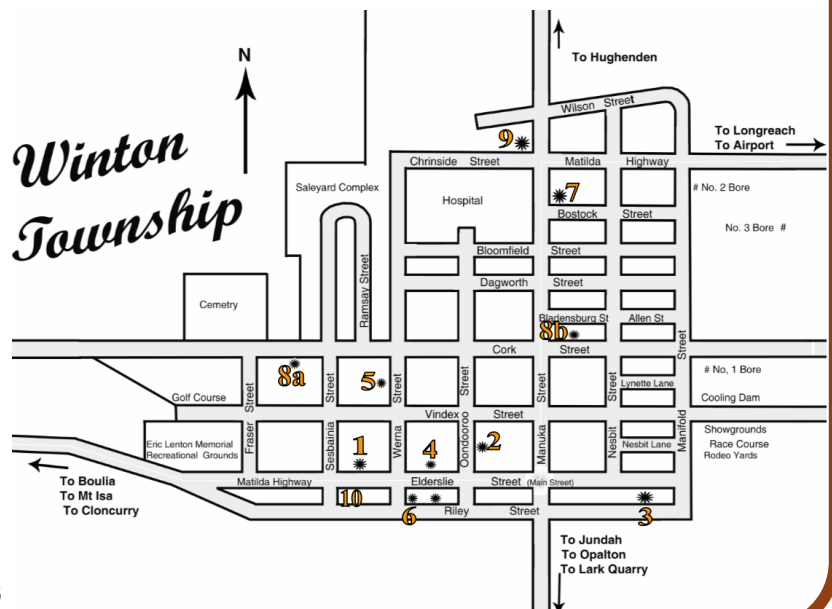 N
To Hughenden
Winton
Township
Wilson Street
9
To Longreach
To Airport
Chrinside Street
Matilda Highway
Saleyard Complex
Hospital
7
# No. 2 Bore
Bostock Street
No. 3 Bore #
Bloomfield Street
Ramsay Street
Dagworth Street
Cemetry
Bladensburg St
Allen St
8b
Cork Street
Street
8a
5
# No, 1 Bore
Lynette Lane
Golf Course
Cooling Dam
Vindex Street
Fraser Street
Sesbainia Street
Werna Street
Oondooroo Street
Manuka Street
Nesbit Street
Manifold
Showgrounds
Race Course
Rodeo Yards
Eric Lenton Memorial
Recreational Grounds
1
4
2
Nesbit Lane
To Boulia
To Mt Isa
To Cloncurry
Matilda Highway
Elderslie Street (Main Street)
10
6
3
Riley Street
To Jundah
To Opalton
To Lark Quarry